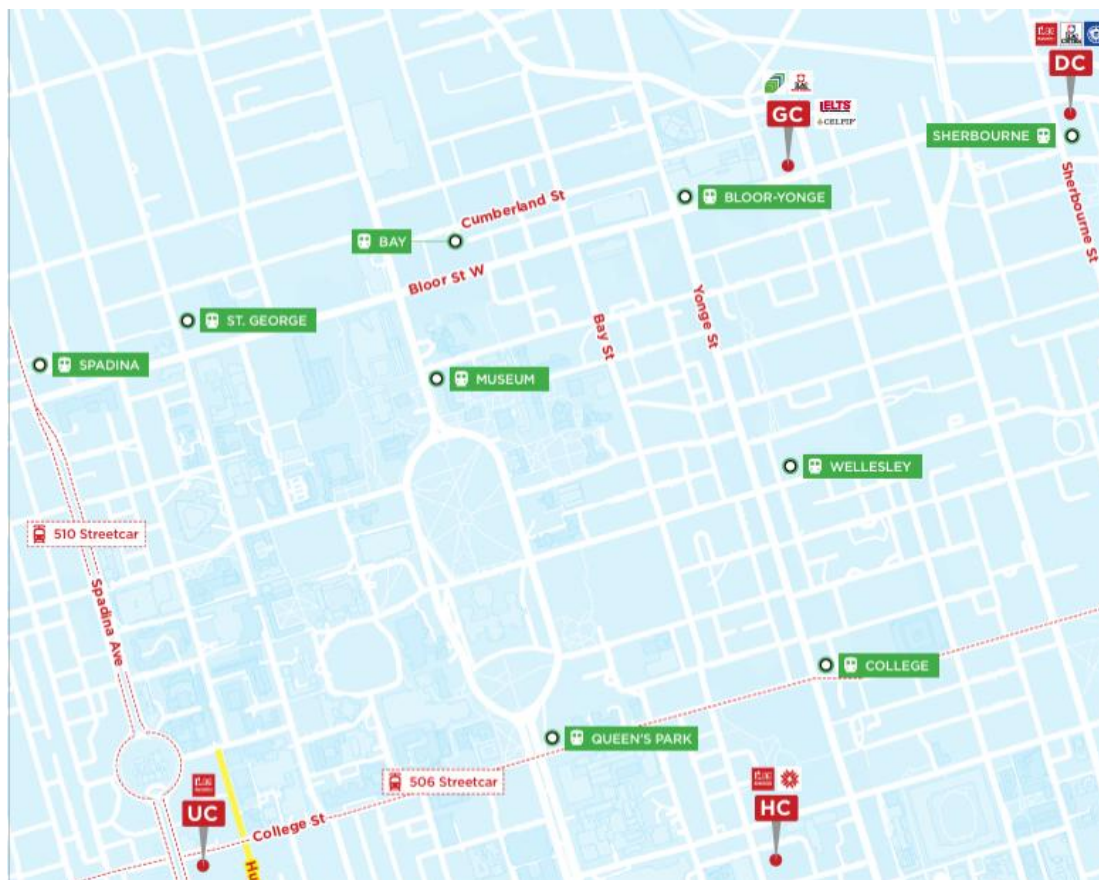 DC
GC
IELTS
CELPIP
SHERBOURNE
Sherbourne St
BLOOR-YONGE
Cumberland St
BAY
Bloor St W
Yonge St
Bay St
ST. GEORGE
SPADINA
MUSEUM
WELLESLEY
510 Streetcar
Spadina Ave
COLLEGE
QUEEN'S PARK
506 Streetcar
UC
HC
College St
Hu